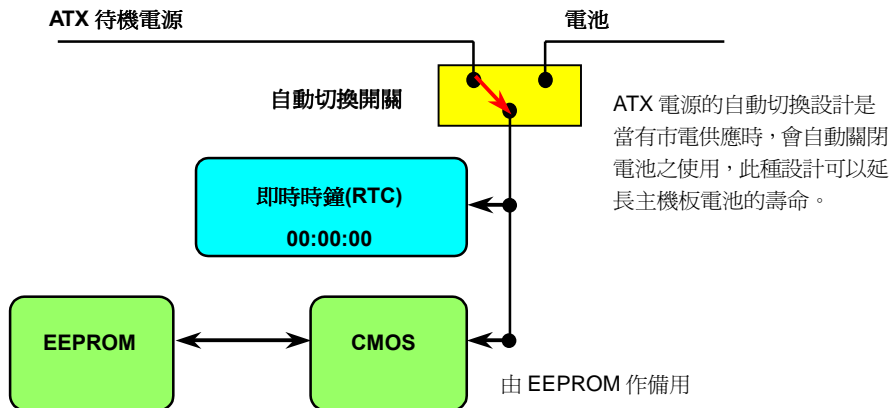 ATX 待機電源
電池
自動切換開關
ATX 電源的自動切換設計是
當有市電供應時，會自動關閉
電池之使用，此種設計可以延
長主機板電池的壽命。
即時時鐘(RTC)
00:00:00
EEPROM
CMOS
由 EEPROM 作備用